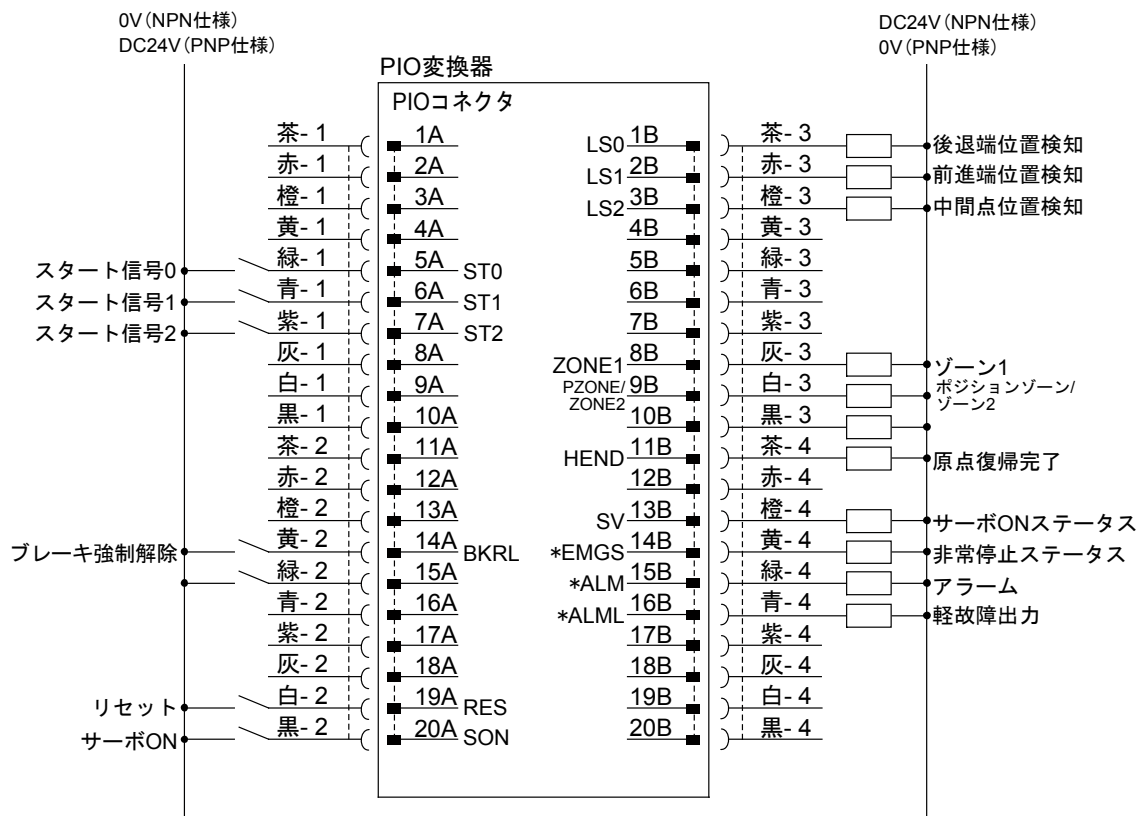 0V(NPN仕様)
DC24V(PNP仕様)
DC24V(NPN仕様)
0V(PNP仕様)
PIO変換器
PIOコネクタ
茶- 1 1A LS0 1B 茶- 3 後退端位置検知
赤- 1 2A LS1 2B 赤- 3 前進端位置検知
橙- 1 3A LS2 3B 橙- 3 中間点位置検知
黄- 1 4A 4B 黄- 3
スタート信号0 緑- 1 5A ST0 5B 緑- 3
スタート信号1 青- 1 6A ST1 6B 青- 3
スタート信号2 紫- 1 7A ST2 7B 紫- 3
灰- 1 8A ZONE1 8B 灰- 3 ゾーン1
白- 1 9A PZONE/ ZONE2 9B 白- 3 ポジションゾーン/ ゾーン2
黒- 1 10A 10B 黒- 3
茶- 2 11A HEND 11B 茶- 4 原点復帰完了
赤- 2 12A 12B 赤- 4
橙- 2 13A SV 13B 橙- 4 サーボONステータス
ブレーキ強制解除 黄- 2 14A BKRL *EMGS 14B 黄- 4 非常停止ステータス
緑- 2 15A *ALM 15B 緑- 4 アラーム
青- 2 16A *ALML 16B 青- 4 軽故障出力
紫- 2 17A 17B 紫- 4
灰- 2 18A 18B 灰- 4
リセット 白- 2 19A RES 19B 白- 4
サーボON 黒- 2 20A SON 20B 黒- 4